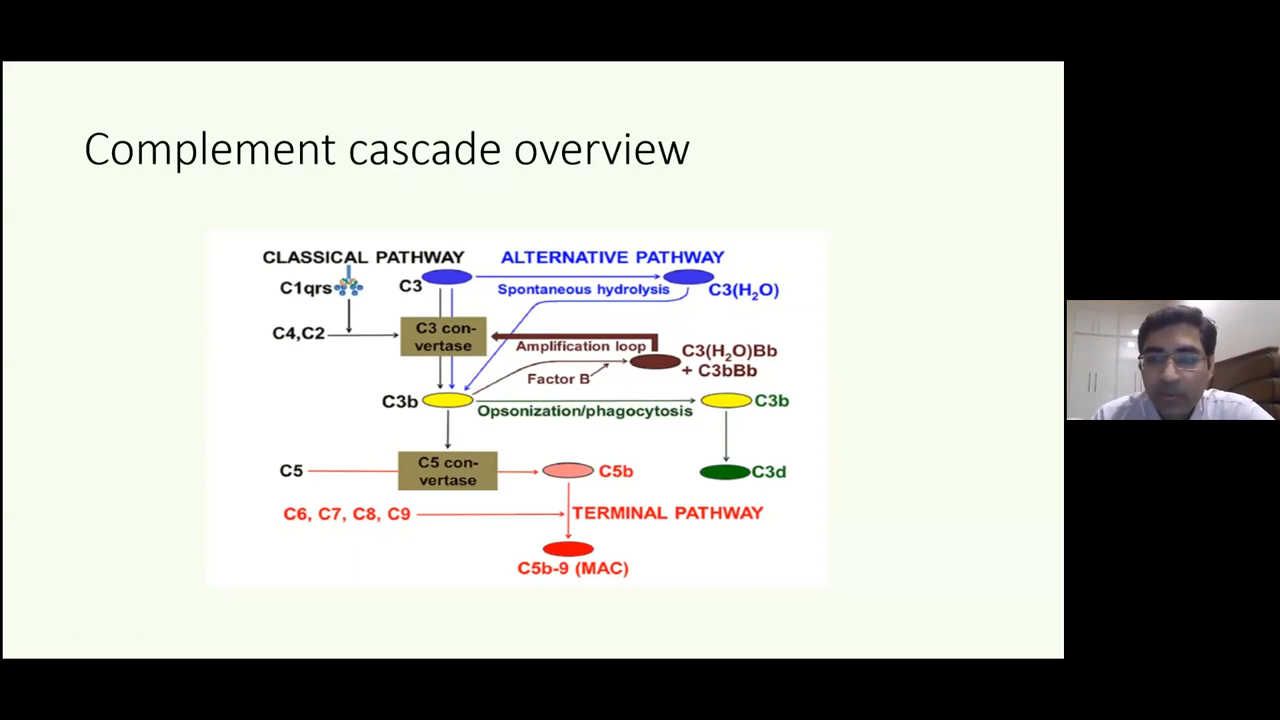 Complement cascade overview
CLASSICAL PATHWAY
ALTERNATIVE PATHWAY
C1qrs
C3
Spontaneous hydrolysis
C3(H₂O)
C4,C2
C3 con-
vertase
Amplification loop
C3(H₂O)Bb
+ C3bBb
Factor B
C3b
Opsonization/phagocytosis
C3b
C5
C5 con-
vertase
C5b
C3d
C6, C7, C8, C9
TERMINAL PATHWAY
C5b-9 (MAC)